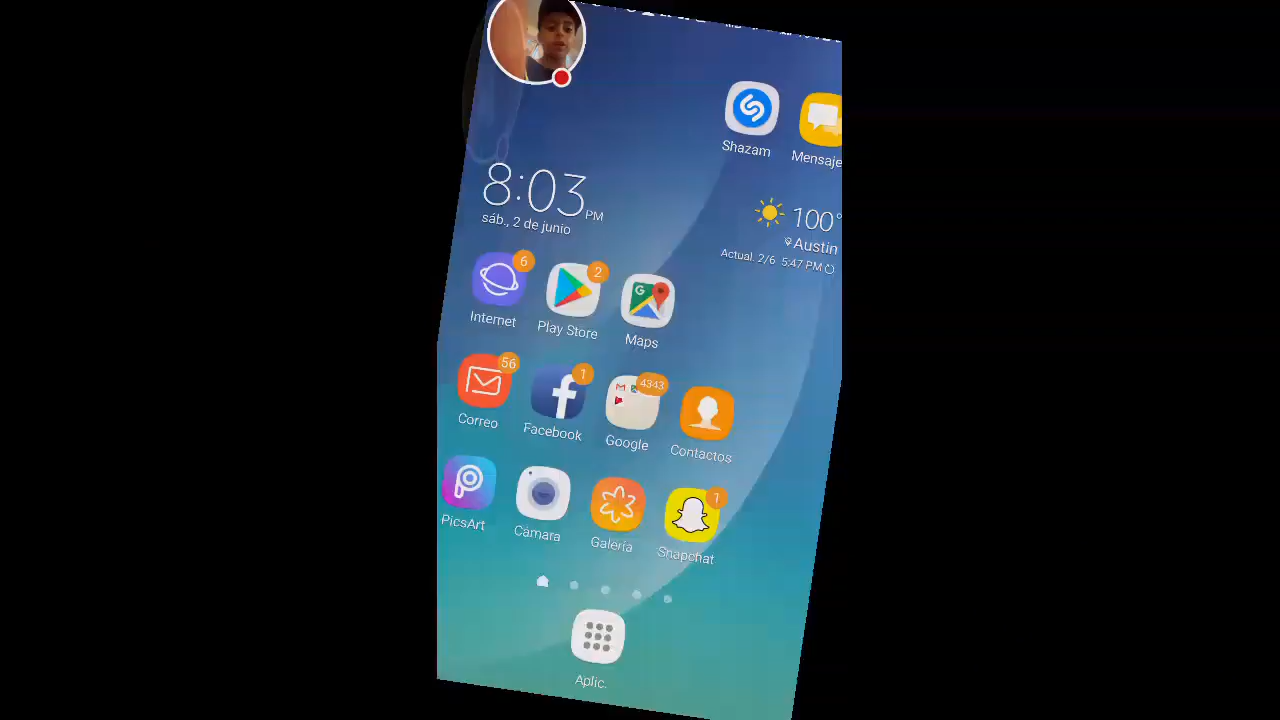 Shazam
Mensaje
8:03 PM
sáb., 2 de junio
100°
Austin
Actual. 2/6 5:47 PM
6
2
Internet
Play Store
Maps
56
1
4343
Correo
Facebook
Google
Contactos
1
PicsArt
Cámara
Galería
Snapchat
Aplic.